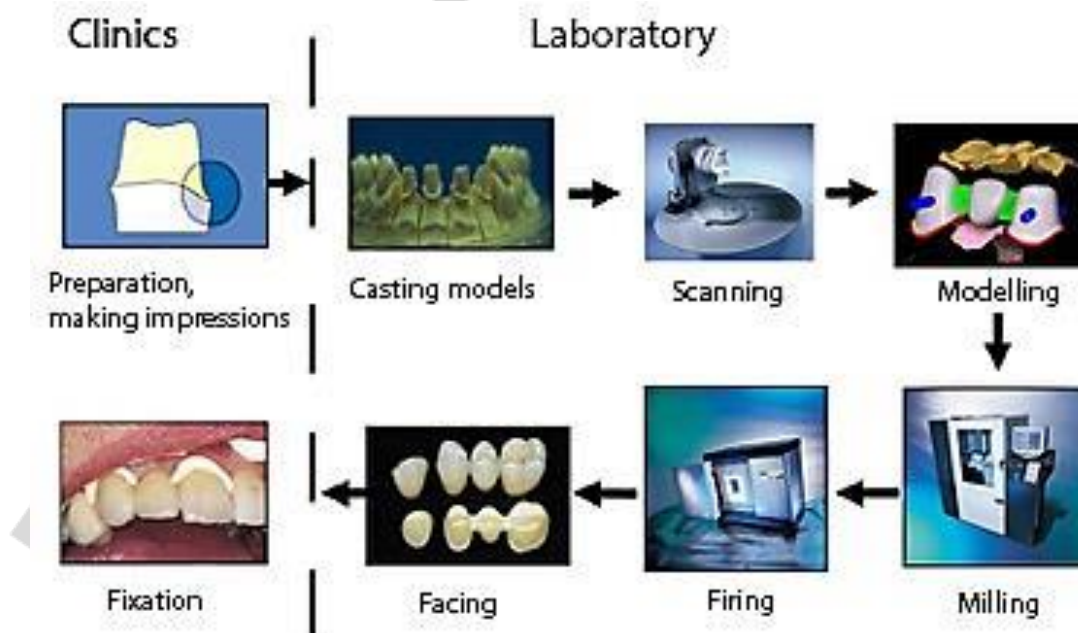 Clinics
Laboratory
Preparation,
making impressions
Casting models
Scanning
Modelling
Fixation
Facing
Firing
Milling